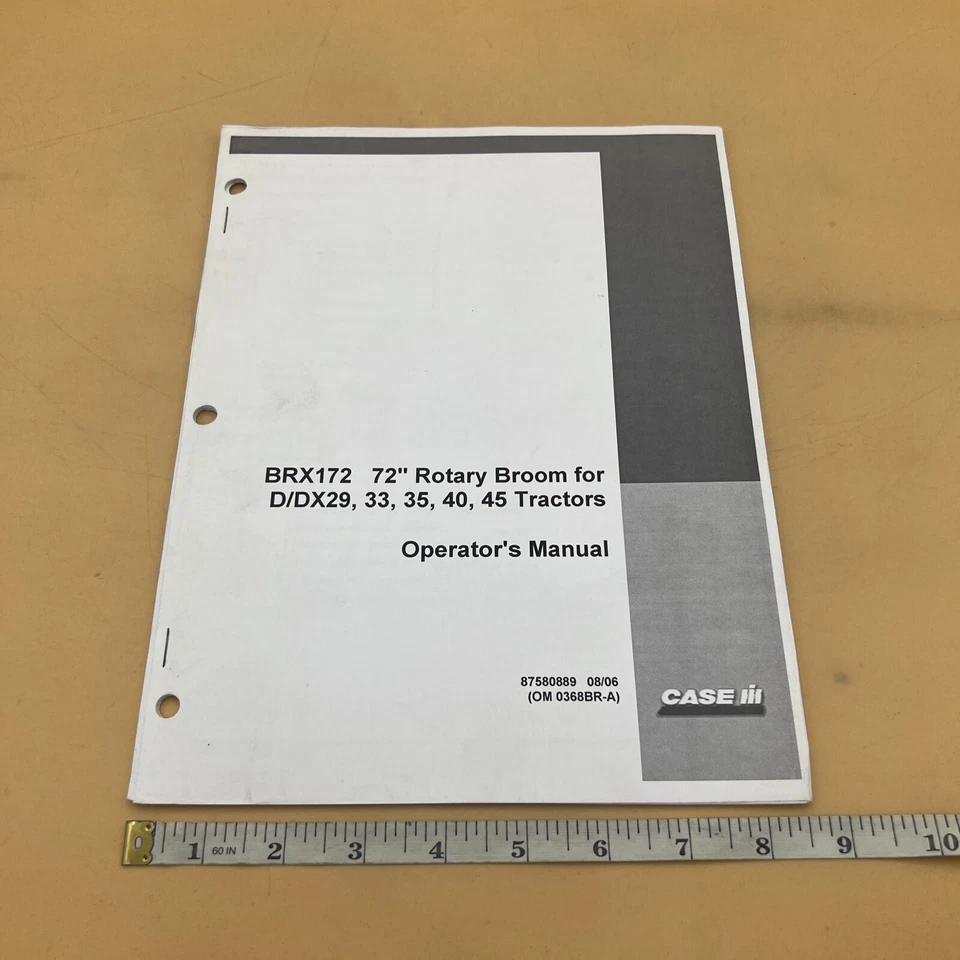 BRX172 72" Rotary Broom for
D/DX29, 33, 35, 40, 45 Tractors
Operator's Manual
87580889 08/06
(OM 0368BR-A)
CASE IH
1 60 IN 2 3 4 5 6 7 8 9 10